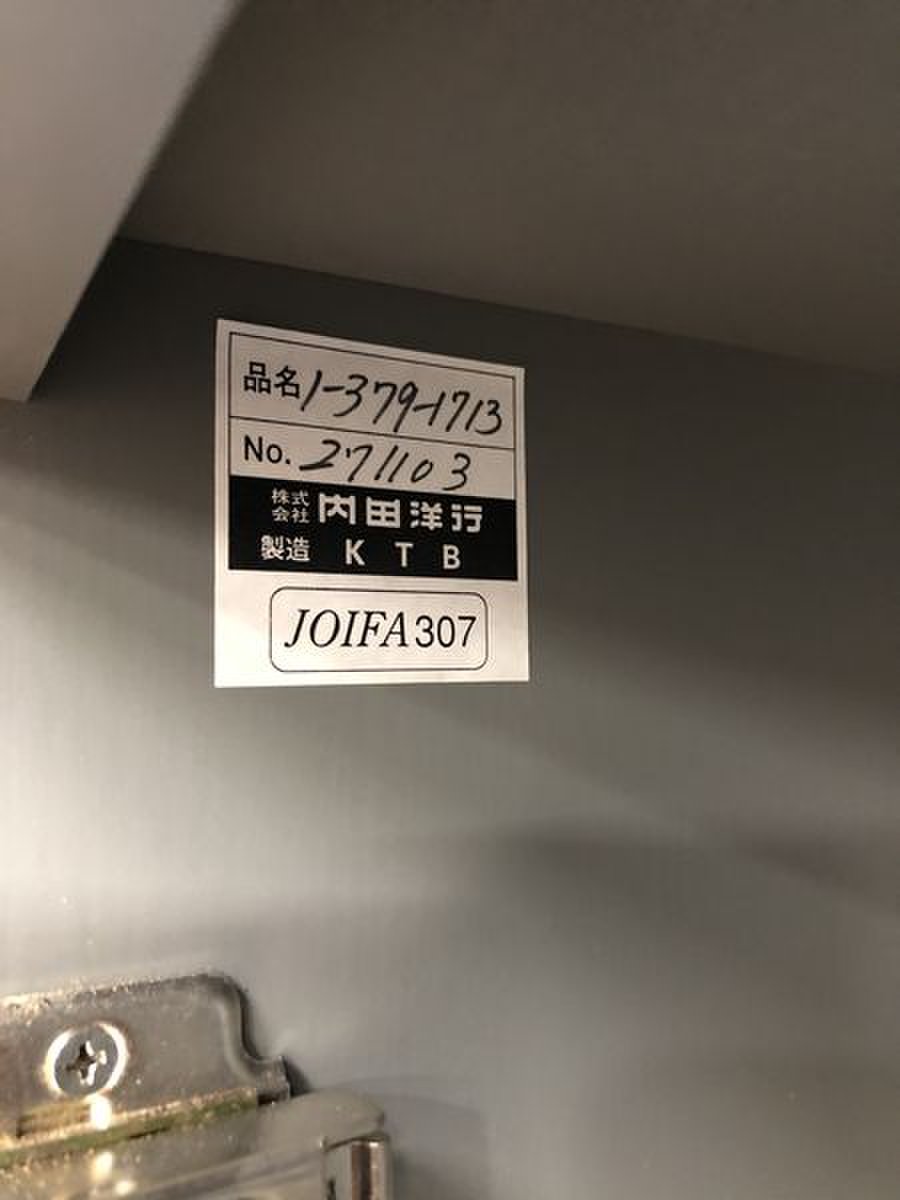 品名 1-379-1713
No. 271103
株式会社 内田洋行
製造 KTB
JOIFA307